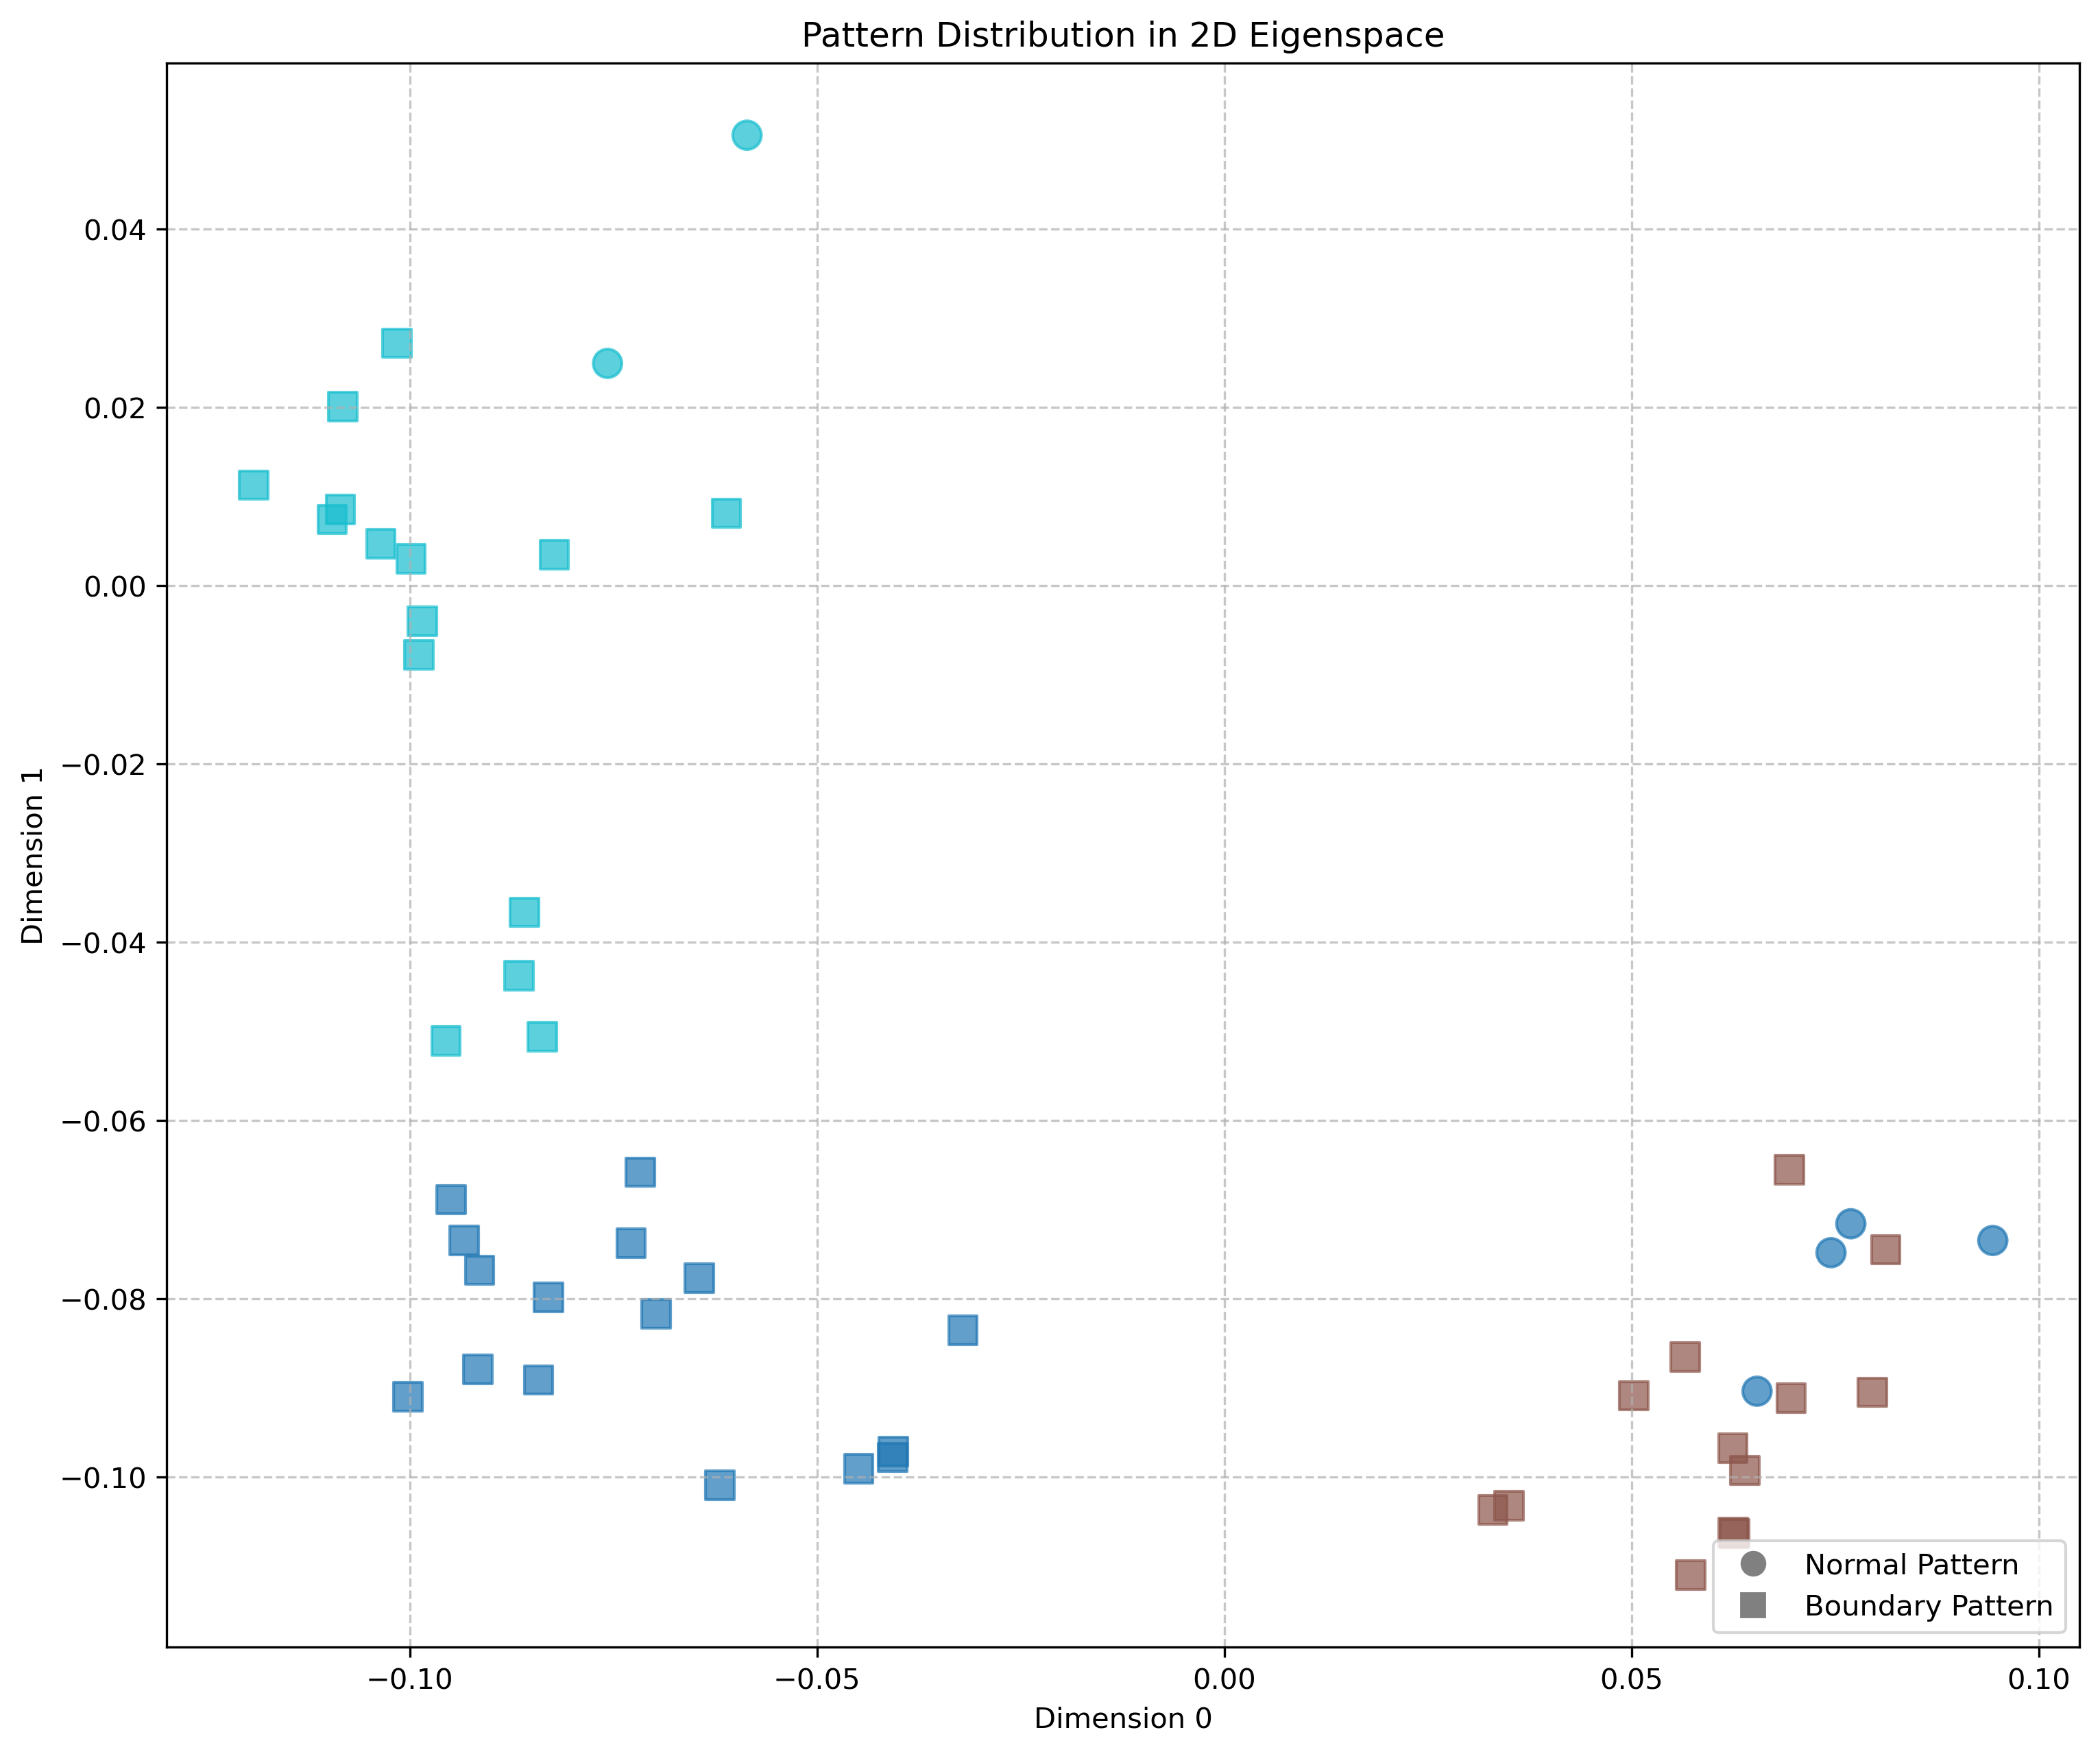 Pattern Distribution in 2D Eigenspace
0.04
0.02
0.00
−0.02
−0.04
−0.06
−0.08
−0.10
Dimension 1
Normal Pattern
Boundary Pattern
−0.10
−0.05
0.00
0.05
0.10
Dimension 0